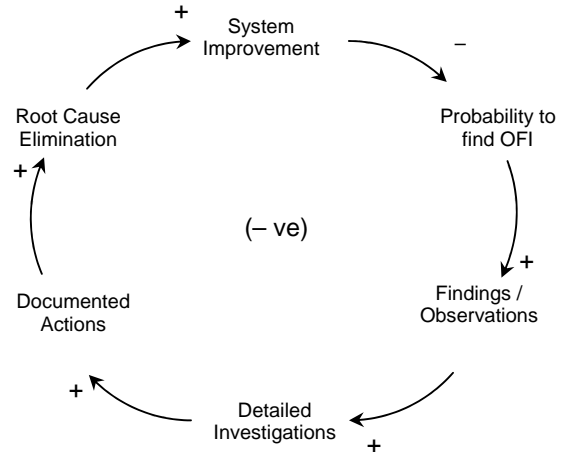 +
System
Improvement
–
Root Cause
Elimination
+
Probability to
find OFI
(– ve)
+
Documented
Actions
Findings /
Observations
+
Detailed
Investigations
+